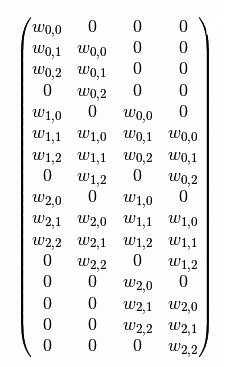 w0,0 0 0 0
w0,1 w0,0 0 0
w0,2 w0,1 0 0
0 w0,2 0 0
w1,0 0 w0,0 0
w1,1 w1,0 w0,1 w0,0
w1,2 w1,1 w0,2 w0,1
0 w1,2 0 w0,2
w2,0 0 w1,0 0
w2,1 w2,0 w1,1 w1,0
w2,2 w2,1 w1,2 w1,1
0 w2,2 0 w1,2
0 0 w2,0 0
0 0 w2,1 w2,0
0 0 w2,2 w2,1
0 0 0 w2,2